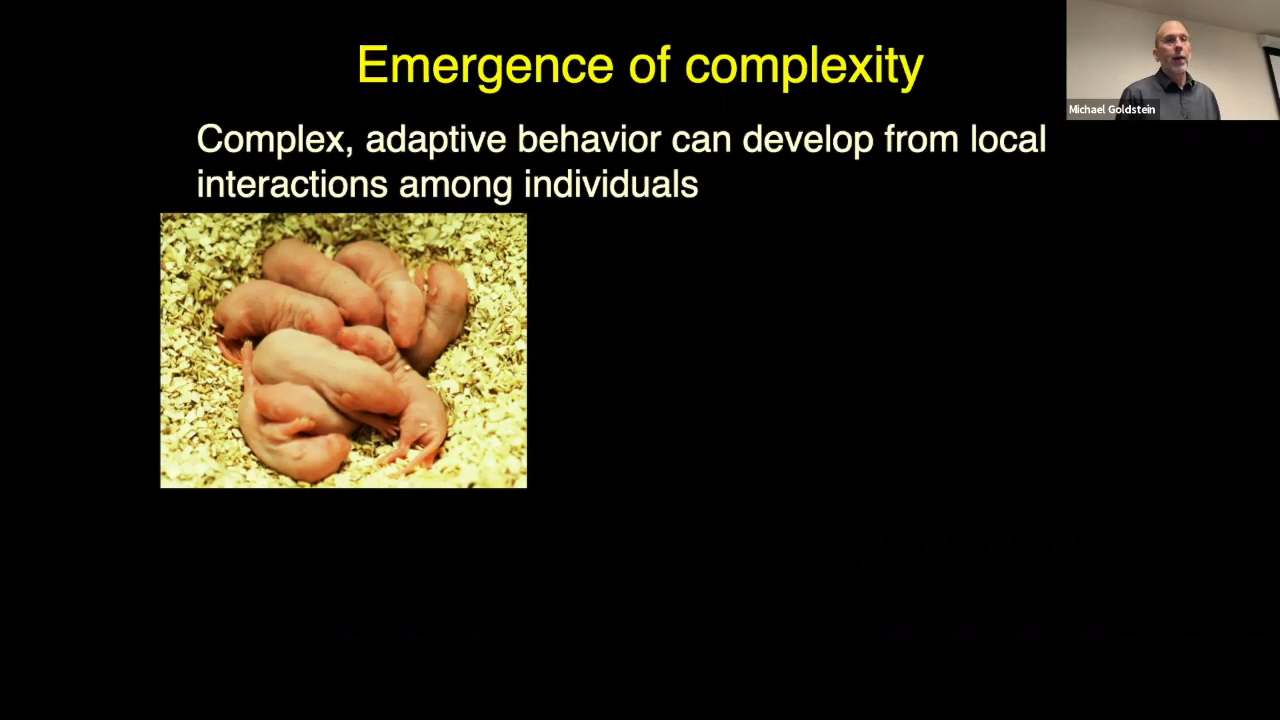 Emergence of complexity
Michael Goldstein
Complex, adaptive behavior can develop from local
interactions among individuals